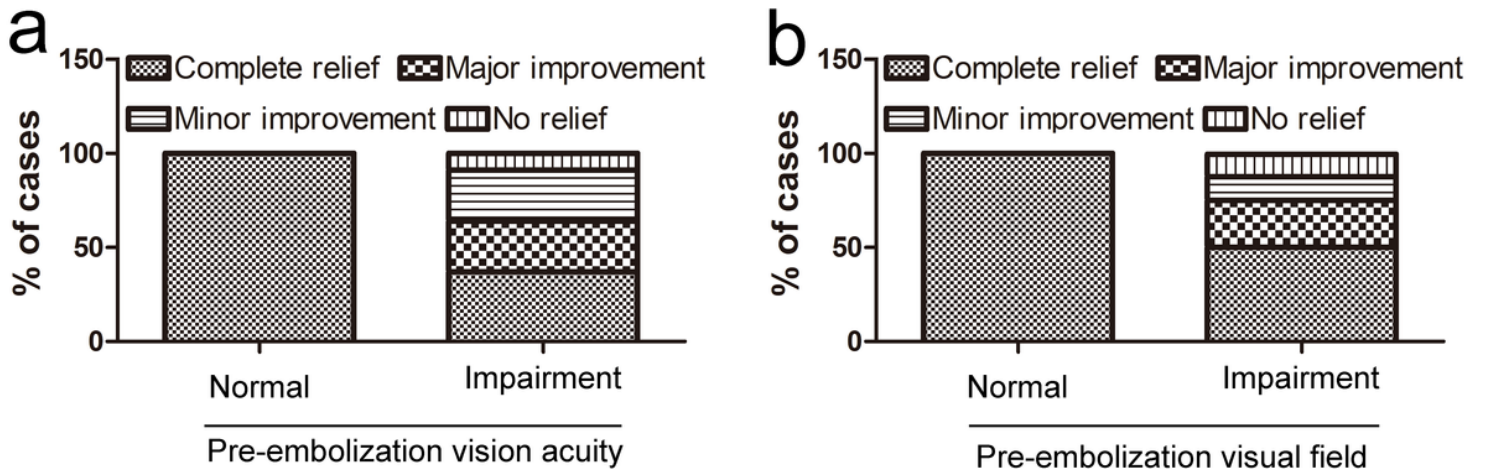 a
150
Complete relief Major improvement
Minor improvement No relief
100
50
0
% of cases
Normal Impairment
Pre-embolization vision acuity
b
150
Complete relief Major improvement
Minor improvement No relief
100
50
0
% of cases
Normal Impairment
Pre-embolization visual field